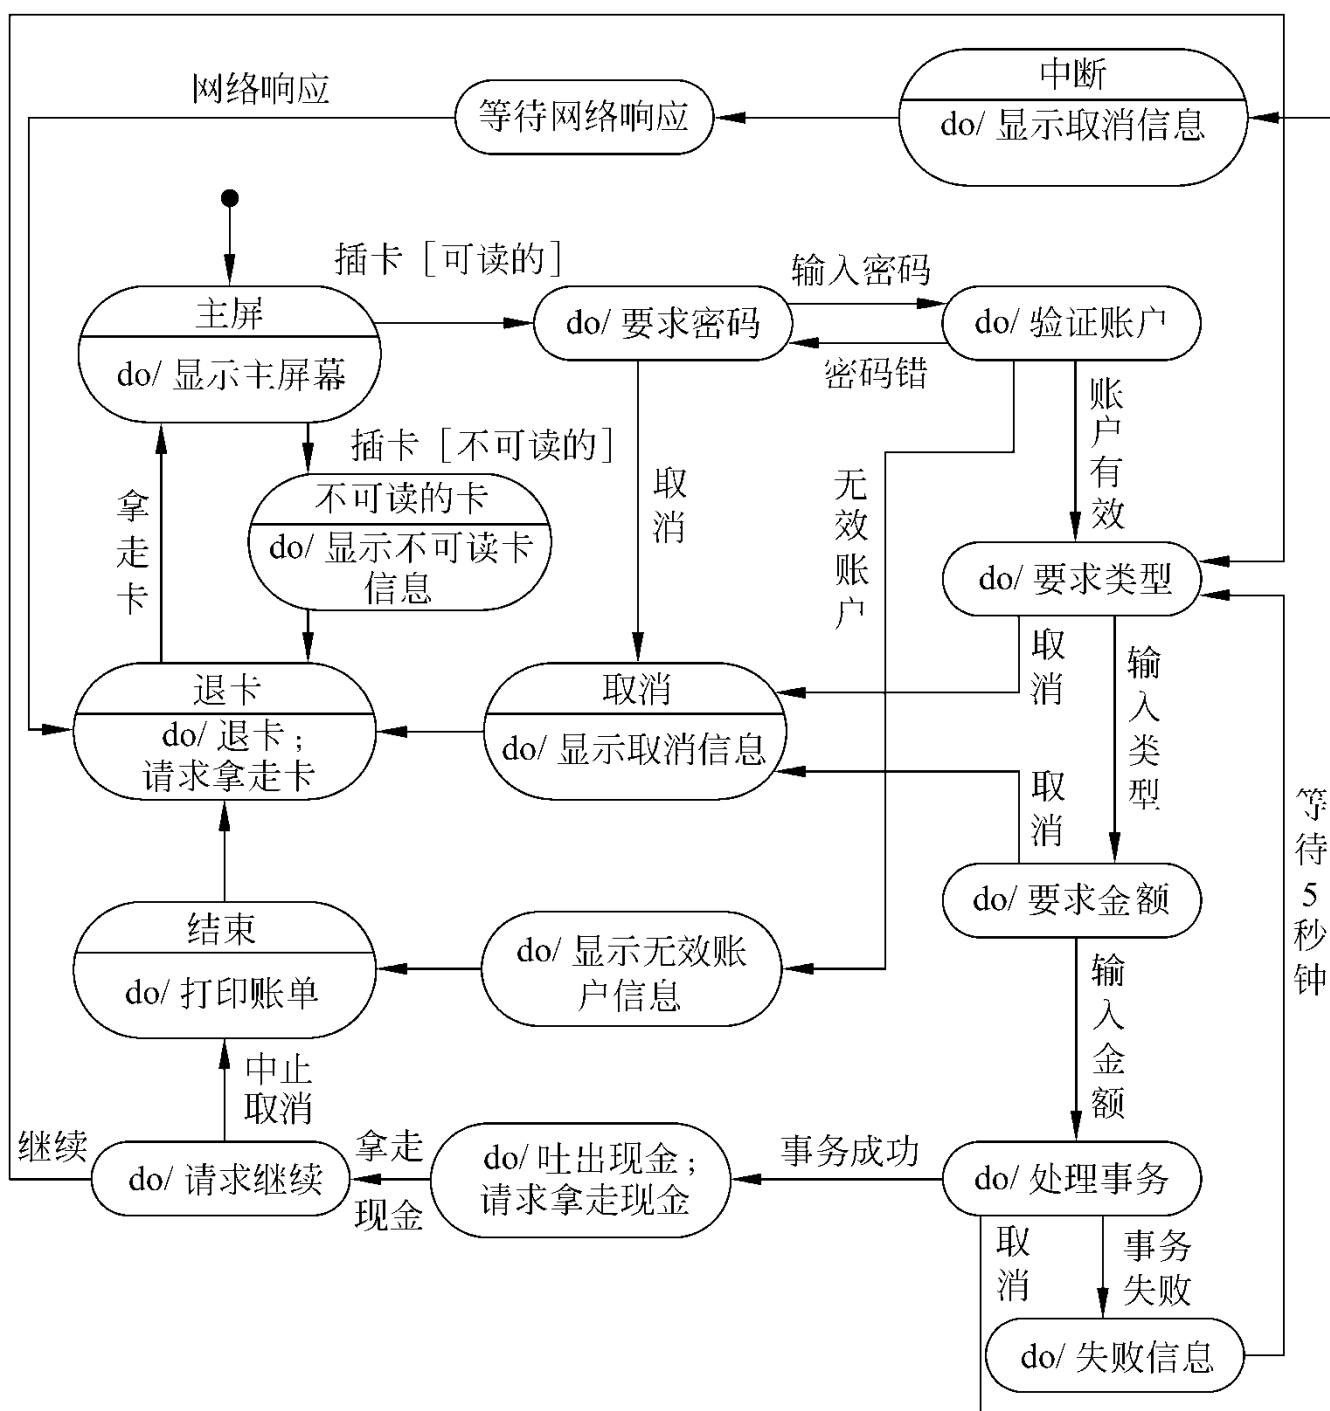 网络响应
等待网络响应
中断
do/ 显示取消信息
插卡［可读的］
输入密码
主屏
do/ 显示主屏幕
do/ 要求密码
do/ 验证账户
密码错
账户有效
插卡［不可读的］
拿走卡
不可读的卡
do/ 显示不可读卡
信息
取消
无效账户
do/ 要求类型
取消
输入类型
退卡
do/ 退卡；
请求拿走卡
取消
do/ 显示取消信息
取消
等待5秒钟
do/ 要求金额
结束
do/ 打印账单
do/ 显示无效账
户信息
输入金额
中止
取消
继续
do/ 请求继续
拿走
现金
do/ 吐出现金；
请求拿走现金
事务成功
do/ 处理事务
取消
事务
失败
do/ 失败信息